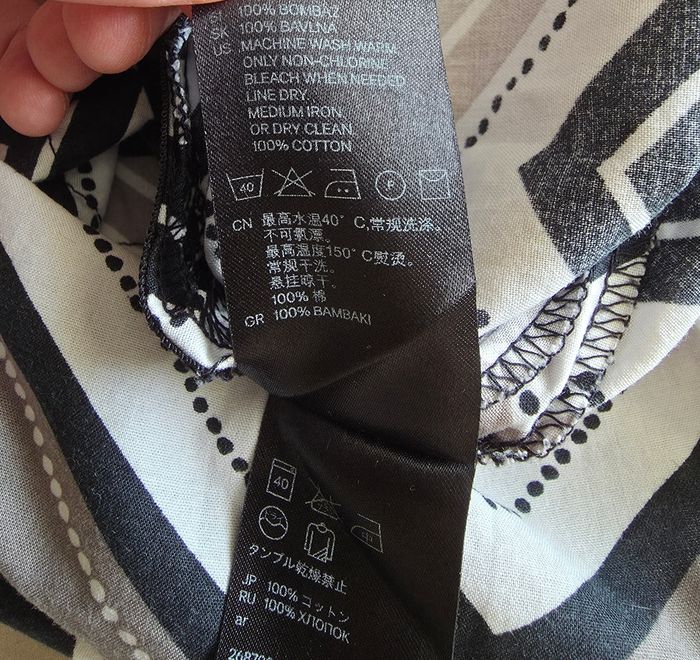 100% BOMBAŽ
SK 100% BAVLNA
US MACHINE WASH WARM.
ONLY NON-CHLORINE
BLEACH WHEN NEEDED.
LINE DRY.
MEDIUM IRON.
OR DRY CLEAN.
100% COTTON
40 P
CN 最高水温40°C,常规洗涤。
不可氯漂。
最高温度150°C熨烫。
常规干洗。
悬挂晾干。
100% 棉
GR 100% BAMBAKI
40
中
タンブル乾燥禁止
JP 100% コットン
RU 100% ХЛОПОК
ar